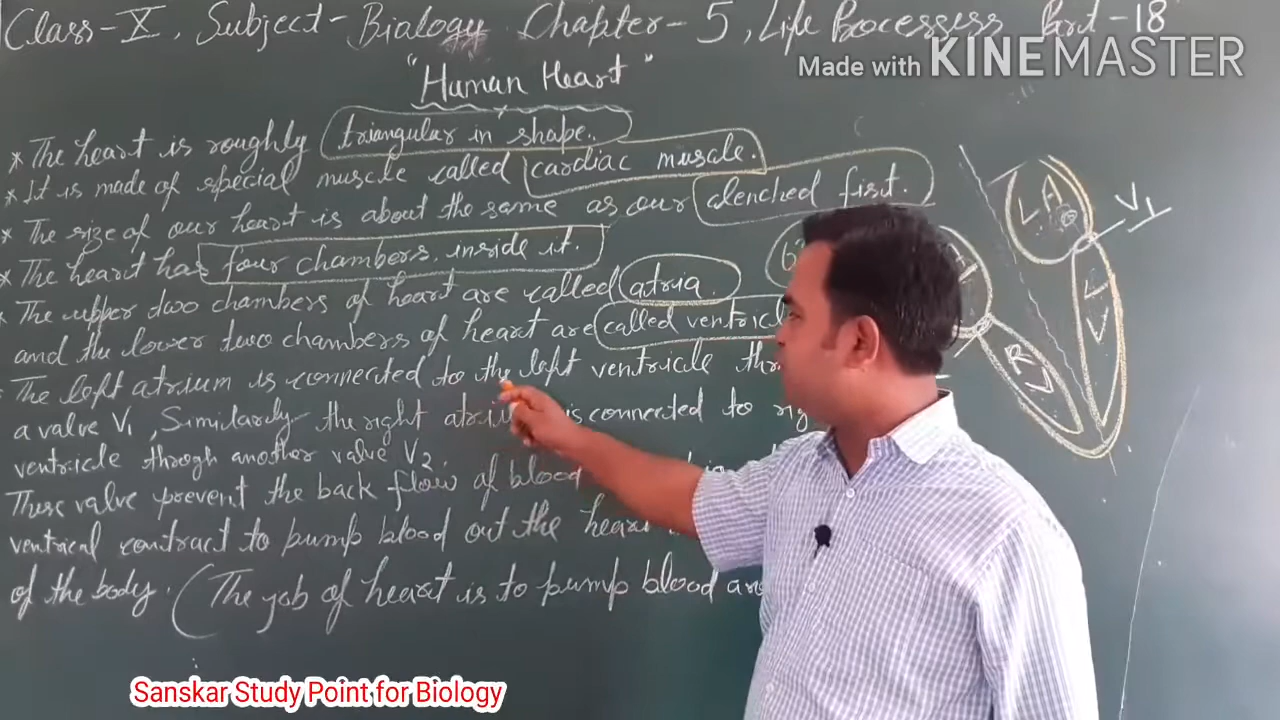 Class-X, Subject-Biology Chapter-5, Life Processess Part-18
Made with KINEMASTER
"Human Heart"
* The heart is roughly triangular in shape.
* It is made of special muscle called cardiac muscle.
* The size of our heart is about the same as our clenched fist.
* The heart has four chambers inside it.
* The upper two chambers of heart are called atria.
and the lower two chambers of heart are called
* The left atrium is connected to the left ventricle
a valve V1, Similarly the right is connected to
ventricle through another valve V2.
These valve prevent the back flow of blood
ventrical contract to pump blood out the heart
of the body. (The job of heart is to pump blood
LA
V1
LV
RV
Sanskar Study Point for Biology